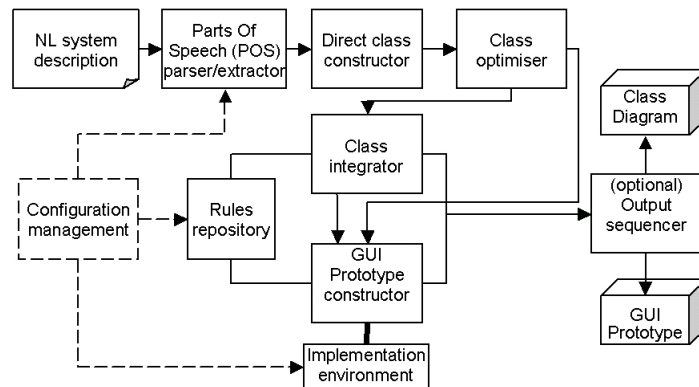 NL system
description
Parts Of
Speech (POS)
parser/extractor
Direct class
constructor
Class
optimiser
Class
Diagram
Class
integrator
Configuration
management
Rules
repository
(optional)
Output
sequencer
GUI
Prototype
constructor
GUI
Prototype
Implementation
environment